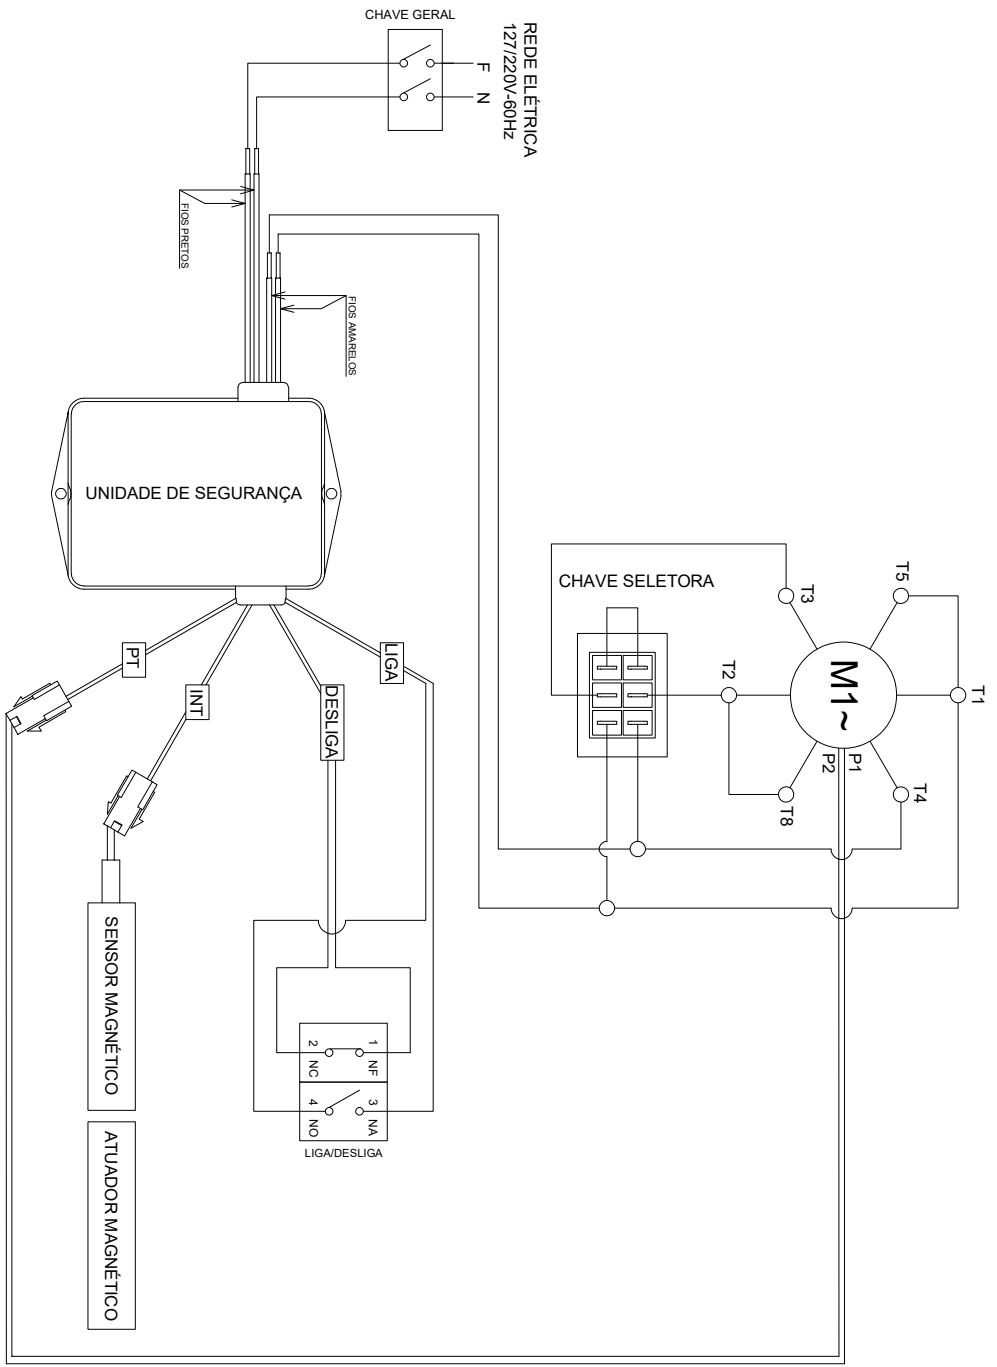 CHAVE GERAL
REDE ELÉTRICA
127/220V-60Hz
F
N
FIOS PRETOS
FIOS AMARELOS
UNIDADE DE SEGURANÇA
CHAVE SELETORA
T3
T5
T2
T1
M1~
P2
P1
T8
T4
PT
INT
DESLIGA
LIGA
SENSOR MAGNÉTICO
ATUADOR MAGNÉTICO
2
1
NC
NF
4
3
NO
NA
LIGA/DESLIGA